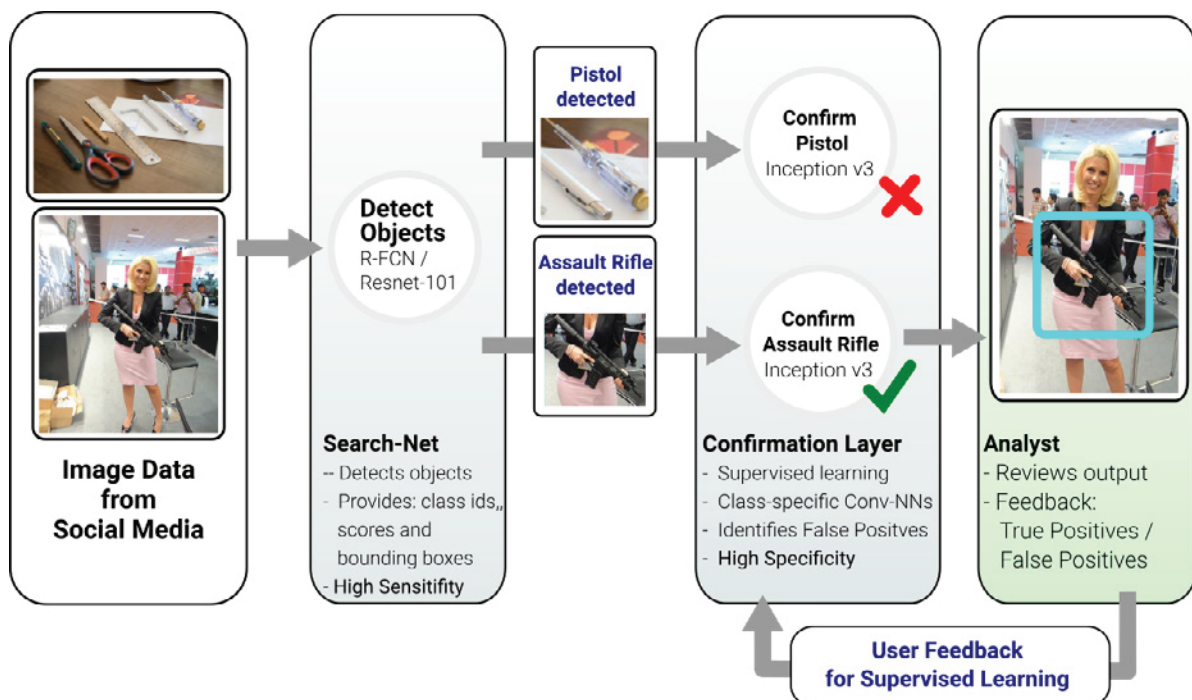 Image Data
from
Social Media
Detect
Objects
R-FCN /
Resnet-101
Search-Net
-- Detects objects
- Provides: class ids,,
scores and
bounding boxes
- High Sensitifity
Pistol
detected
Assault Rifle
detected
Confirm
Pistol
Inception v3
Confirm
Assault Rifle
Inception v3
Confirmation Layer
- Supervised learning
- Class-specific Conv-NNs
- Identifies False Positves
- High Specificity
Analyst
- Reviews output
- Feedback:
True Positives /
False Positives
User Feedback
for Supervised Learning